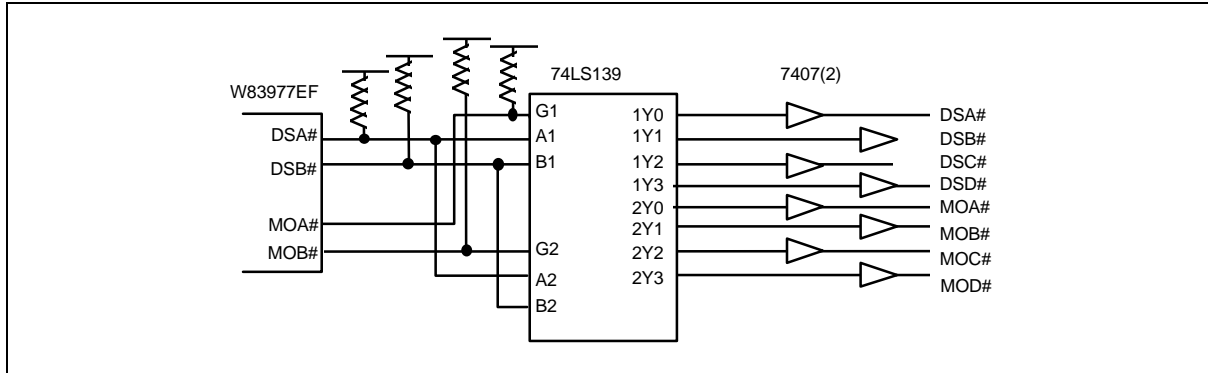 74LS139
7407(2)
W83977EF
DSA#
DSB#
MOA#
MOB#
G1
A1
B1
G2
A2
B2
1Y0
1Y1
1Y2
1Y3
2Y0
2Y1
2Y2
2Y3
DSA#
DSB#
DSC#
DSD#
MOA#
MOB#
MOC#
MOD#